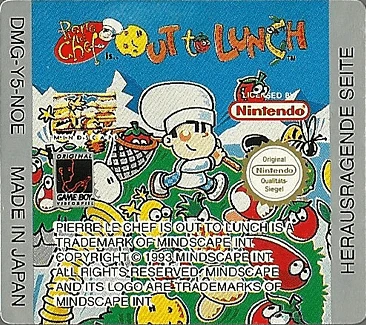 Pierre le Chef
is...
OUT to LUNCH™
LICENSED BY
Nintendo
MINDSCAPE
Original
Nintendo
Qualitäts-
Siegel
ORIGINAL
GAME BOY
PIERRE LE CHEF IS OUT TO LUNCH IS A
TRADEMARK OF MINDSCAPE INT.
COPYRIGHT © 1993 MINDSCAPE INT.
ALL RIGHTS RESERVED, MINDSCAPE
AND ITS LOGO ARE TRADEMARKS OF
MINDSCAPE INT.
DMG-Y5-NOE
MADE IN JAPAN
HERAUSRAGENDE SEITE